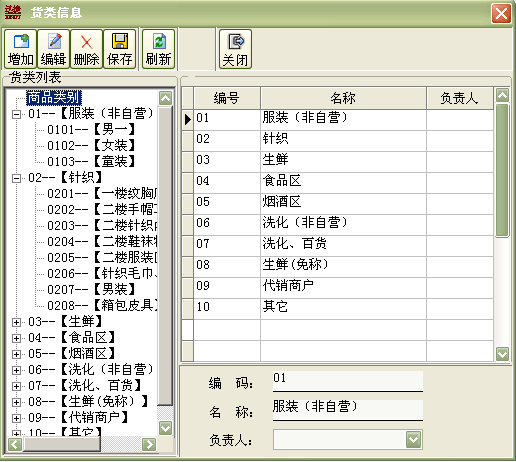 货类信息
增加 编辑 删除 保存 刷新 关闭
货类列表
商品类别
01--【服装（非自营）
0101--【男一】
0102--【女装】
0103--【童装】
02--【针织】
0201--【一楼纹胸
0202--【二楼手帽
0203--【二楼针织
0204--【二楼鞋袜
0205--【二楼服装
0206--【针织毛巾、
0207--【男装】
0208--【箱包皮具】
03--【生鲜】
04--【食品区】
05--【烟酒区】
06--【洗化（非自营）
07--【洗化、百货】
08--【生鲜(免称）】
09--【代销商户】
10--【其它】
编号 名称 负责人
01 服装（非自营）
02 针织
03 生鲜
04 食品区
05 烟酒区
06 洗化（非自营）
07 洗化、百货
08 生鲜(免称）
09 代销商户
10 其它
编　码： 01
名　称： 服装（非自营）
负责人：